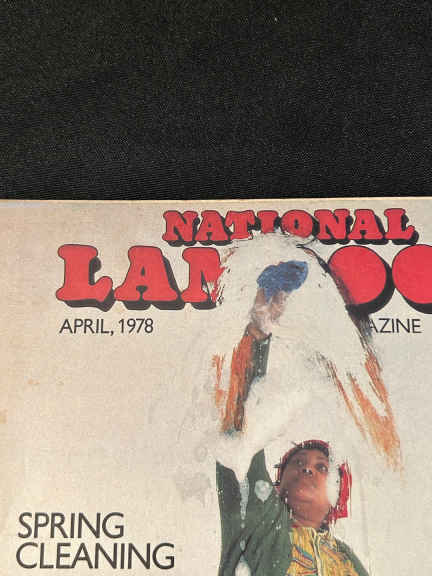 NATIONAL
LAM OO
APRIL, 1978 AZINE
SPRING
CLEANING